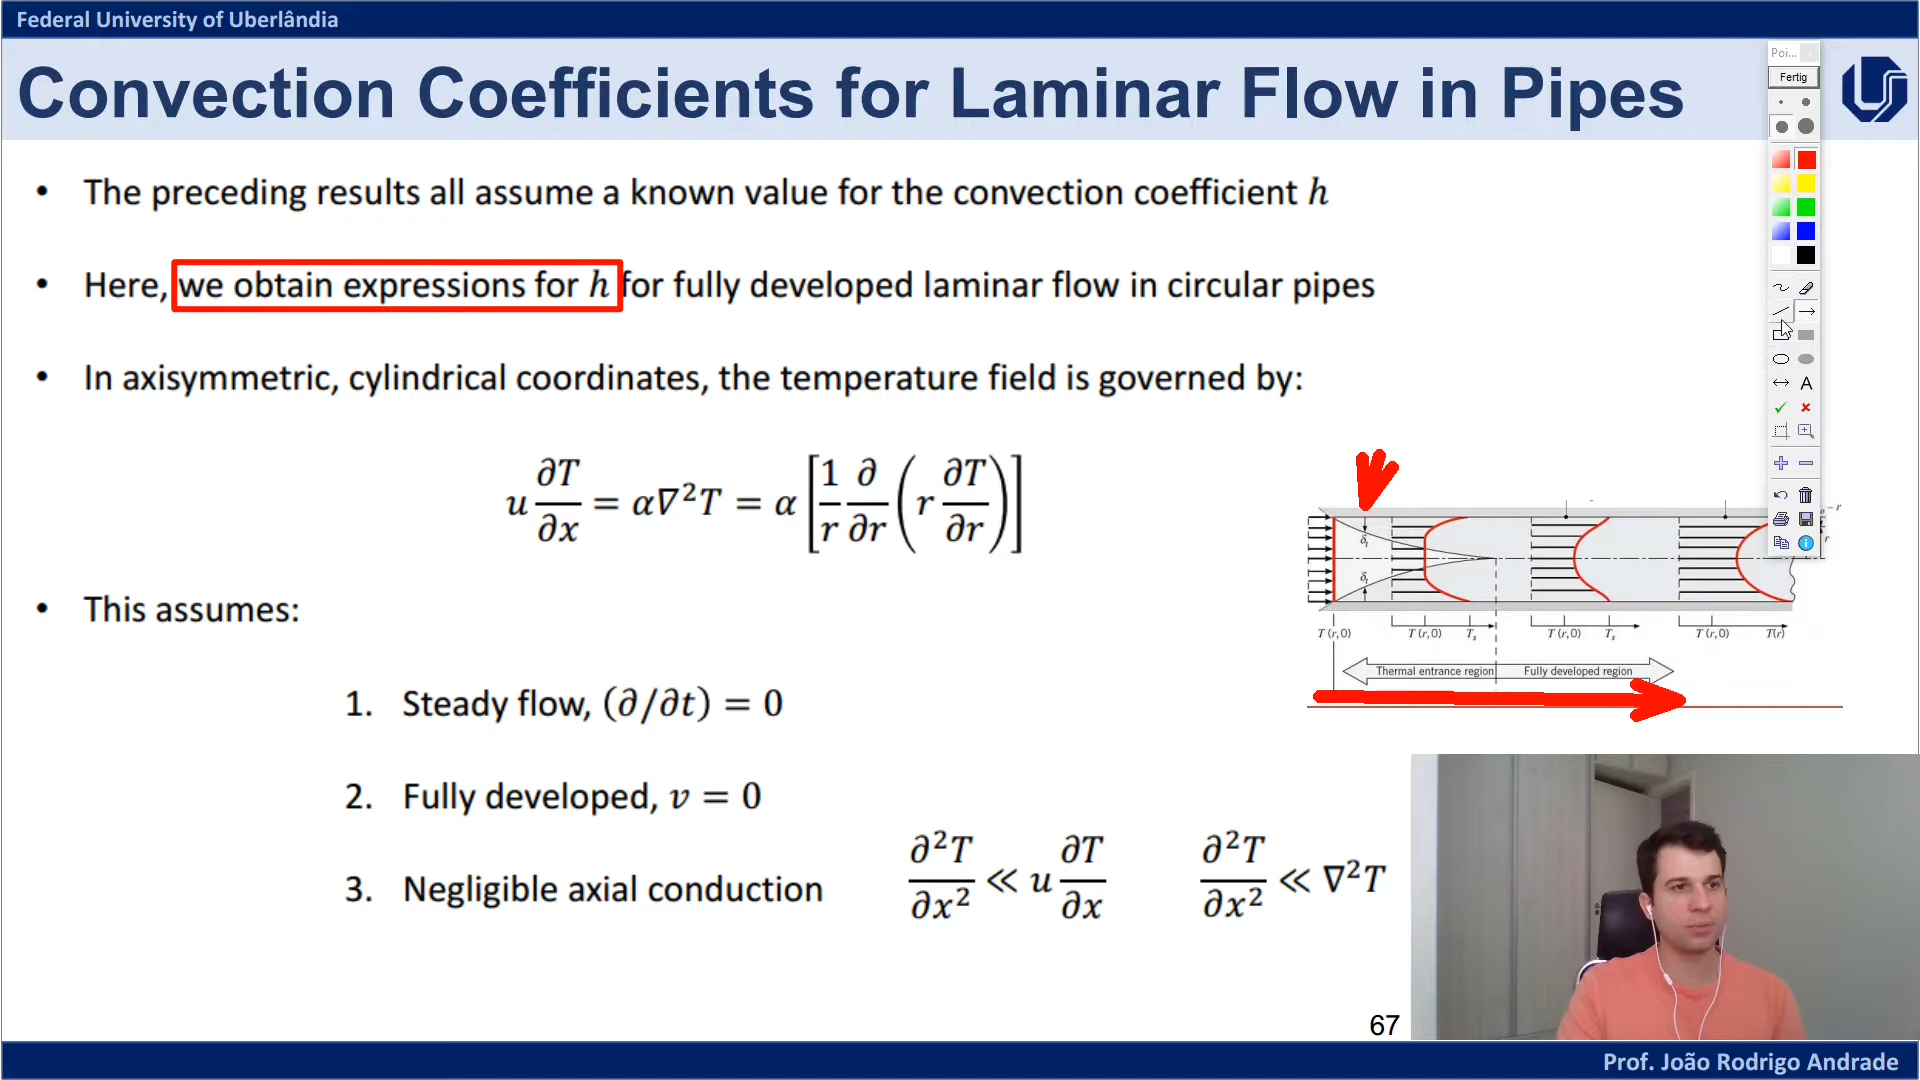 Federal University of Uberlândia
Convection Coefficients for Laminar Flow in Pipes
Poi...
Fertig
• The preceding results all assume a known value for the convection coefficient h
• Here, we obtain expressions for h for fully developed laminar flow in circular pipes
• In axisymmetric, cylindrical coordinates, the temperature field is governed by:
u ∂T/∂x = α∇²T = α [1/r ∂/∂r (r ∂T/∂r)]
A
δt
δt
T (r, 0) T (r, 0) Ts T (r, 0) Ts T (r, 0) T(r)
Thermal entrance region Fully developed region
• This assumes:
1. Steady flow, (∂/∂t) = 0
2. Fully developed, v = 0
3. Negligible axial conduction ∂²T/∂x² ≪ u ∂T/∂x ∂²T/∂x² ≪ ∇²T
67
Prof. João Rodrigo Andrade